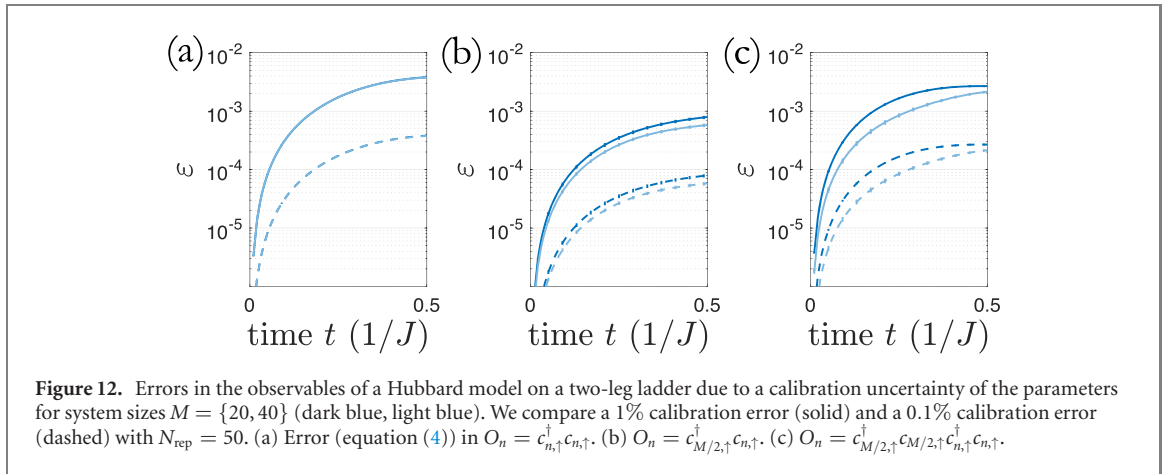 (a) (b) (c)
10⁻² 10⁻² 10⁻²
10⁻³ 10⁻³ 10⁻³
ε 10⁻⁴ ε 10⁻⁴ ε 10⁻⁴
10⁻⁵ 10⁻⁵ 10⁻⁵
0 0.5 0 0.5 0 0.5
time t (1/J) time t (1/J) time t (1/J)
Figure 12. Errors in the observables of a Hubbard model on a two-leg ladder due to a calibration uncertainty of the parameters
for system sizes M = {20, 40} (dark blue, light blue). We compare a 1% calibration error (solid) and a 0.1% calibration error
(dashed) with N_rep = 50. (a) Error (equation (4)) in O_n = c†_{n,↑}c_{n,↑}. (b) O_n = c†_{M/2,↑}c_{n,↑}. (c) O_n = c†_{M/2,↑}c_{M/2,↑}c†_{n,↑}c_{n,↑}.